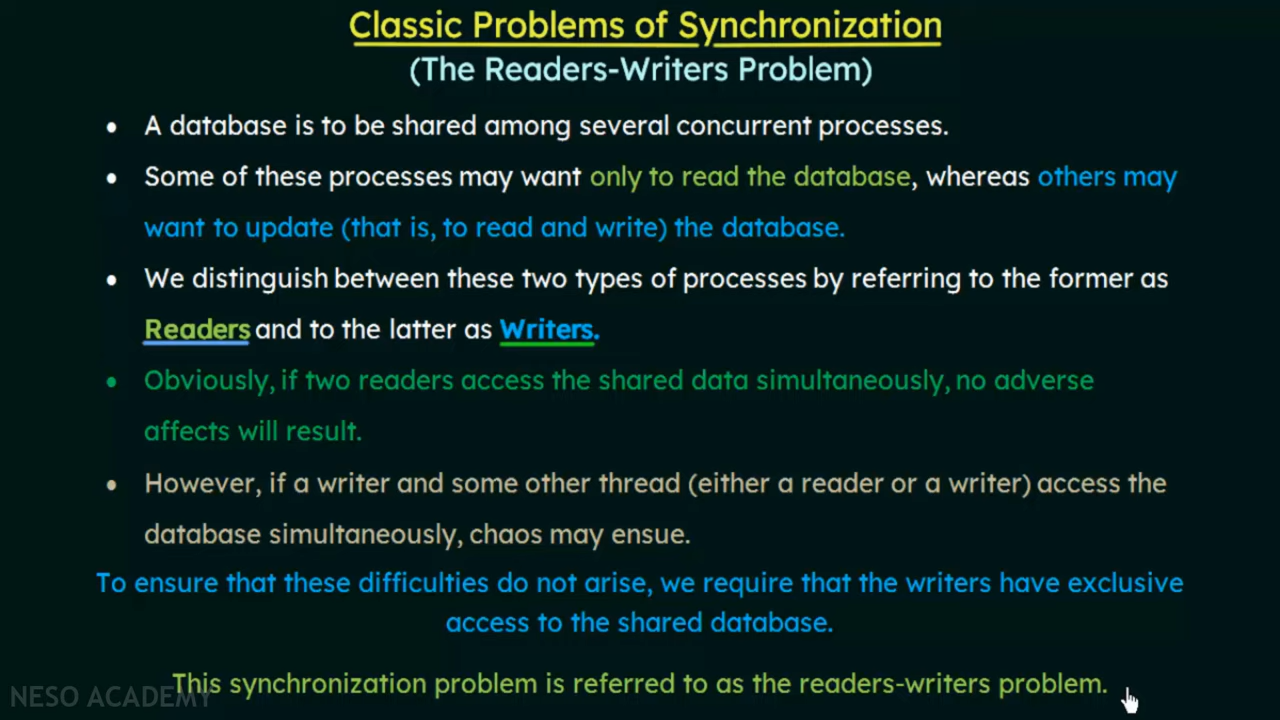 Classic Problems of Synchronization
(The Readers-Writers Problem)
• A database is to be shared among several concurrent processes.
• Some of these processes may want only to read the database, whereas others may
want to update (that is, to read and write) the database.
• We distinguish between these two types of processes by referring to the former as
Readers and to the latter as Writers.
• Obviously, if two readers access the shared data simultaneously, no adverse
affects will result.
• However, if a writer and some other thread (either a reader or a writer) access the
database simultaneously, chaos may ensue.
To ensure that these difficulties do not arise, we require that the writers have exclusive
access to the shared database.
This synchronization problem is referred to as the readers-writers problem.
NESO ACADEMY